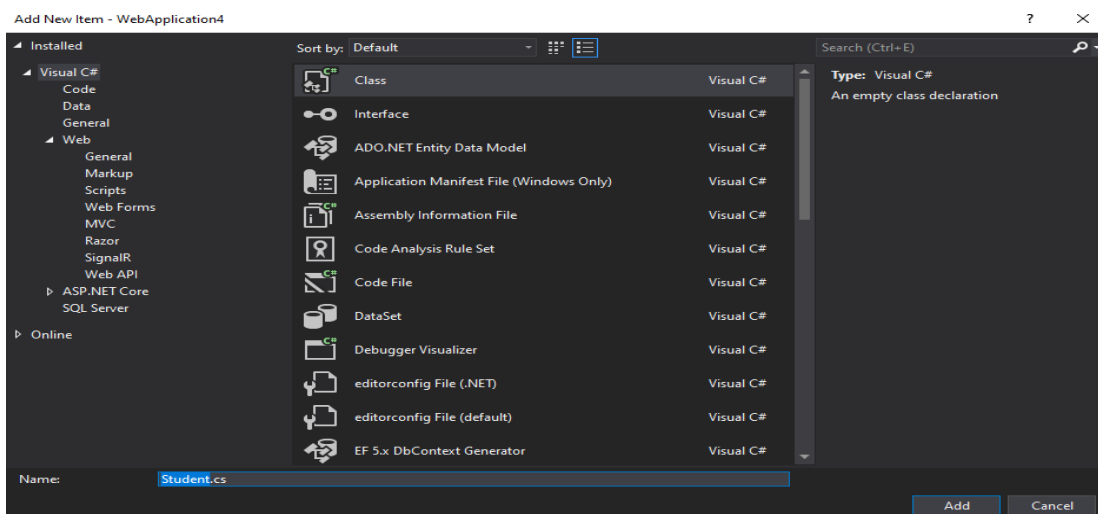 Add New Item - WebApplication4
? ×
Installed
Visual C#
Code
Data
General
Web
General
Markup
Scripts
Web Forms
MVC
Razor
SignalR
Web API
ASP.NET Core
SQL Server
Online
Sort by: Default
Class Visual C#
Interface Visual C#
ADO.NET Entity Data Model Visual C#
Application Manifest File (Windows Only) Visual C#
Assembly Information File Visual C#
Code Analysis Rule Set Visual C#
Code File Visual C#
DataSet Visual C#
Debugger Visualizer Visual C#
editorconfig File (.NET) Visual C#
editorconfig File (default) Visual C#
EF 5.x DbContext Generator Visual C#
Search (Ctrl+E)
Type: Visual C#
An empty class declaration
Name: Student.cs
Add Cancel